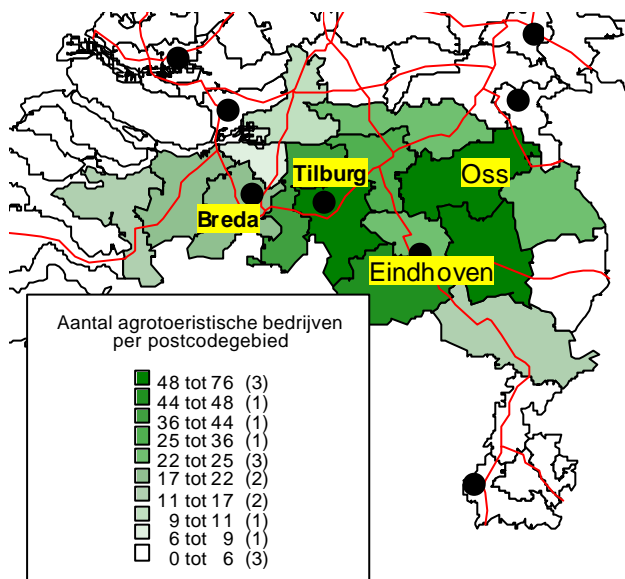 Oss
Tilburg
Breda
Eindhoven
Aantal agrotoeristische bedrijven
per postcodegebied
48 tot 76 (3)
44 tot 48 (1)
36 tot 44 (1)
25 tot 36 (1)
22 tot 25 (3)
17 tot 22 (2)
11 tot 17 (2)
9 tot 11 (1)
6 tot 9 (1)
0 tot 6 (3)